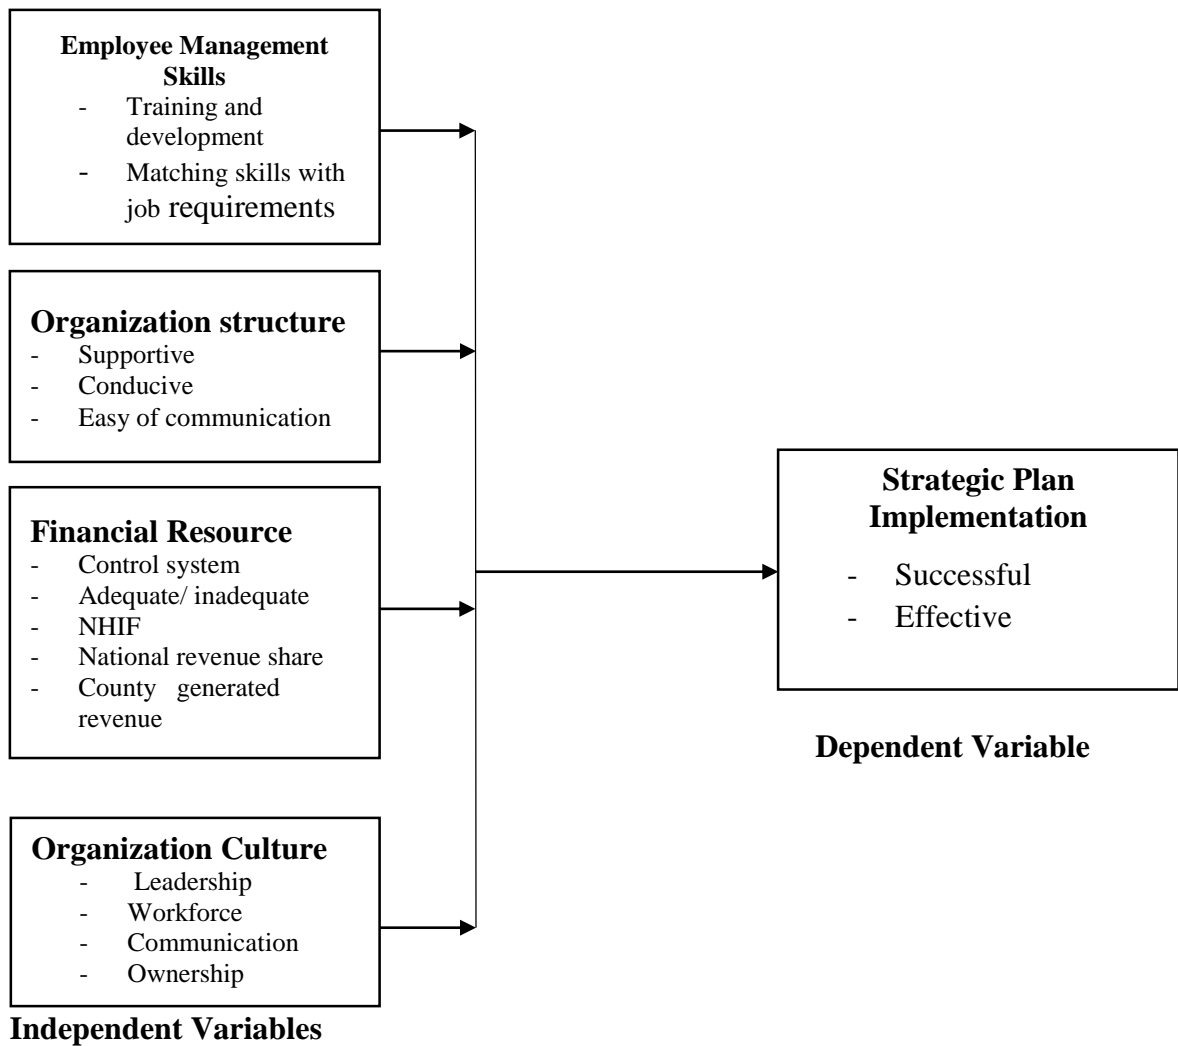 Employee Management
Skills
- Training and
development
- Matching skills with
job requirements
Organization structure
- Supportive
- Conducive
- Easy of communication
Financial Resource
- Control system
- Adequate/ inadequate
- NHIF
- National revenue share
- County generated
revenue
Organization Culture
- Leadership
- Workforce
- Communication
- Ownership
Independent Variables
Strategic Plan
Implementation
- Successful
- Effective
Dependent Variable